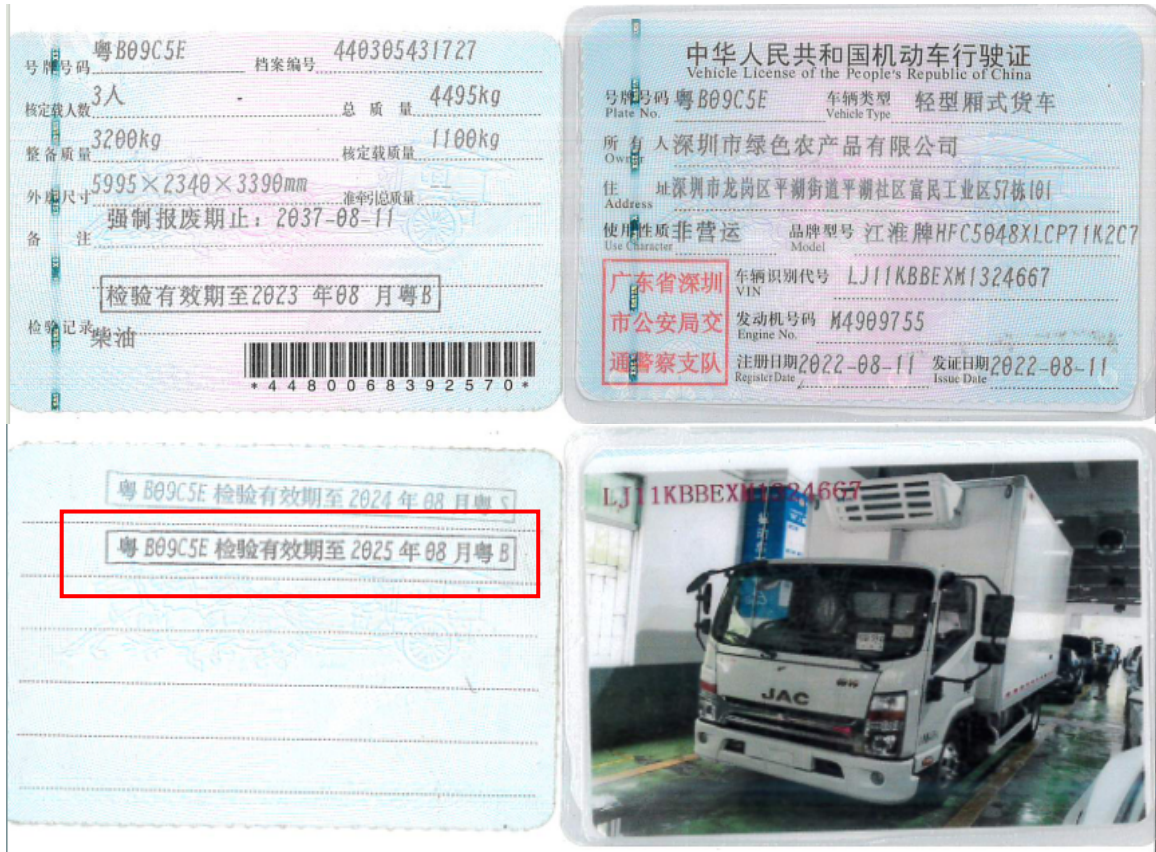 号牌号码 粤B09C5E 档案编号 440305431727
核定载人数 3人 总质量 4495kg
整备质量 3200kg 核定载质量 1100kg
外廓尺寸 5995×2340×3390mm 准牵引总质量 --
备注 强制报废期止：2037-08-11
检验有效期至2023 年08 月粤B
检验记录
柴油
*4480068392570*
中华人民共和国机动车行驶证
Vehicle License of the People's Republic of China
号牌号码 粤B09C5E 车辆类型 轻型厢式货车
Plate No. Vehicle Type
所有人 深圳市绿色农产品有限公司
Owner
住址 深圳市龙岗区平湖街道平湖社区富民工业区57栋101
Address
使用性质 非营运 品牌型号 江淮牌HFC5048XLCP71K2C7
Use Character Model
广东省深圳
市公安局交
通警察支队
车辆识别代号 LJ11KBBEXM1324667
VIN
发动机号码 M4909755
Engine No.
注册日期 2022-08-11 发证日期 2022-08-11
Register Date Issue Date
粤B09C5E 检验有效期至 2024 年 08 月粤S
粤B09C5E 检验有效期至 2025 年 08 月粤B
LJ11KBBEXM1324667
JAC